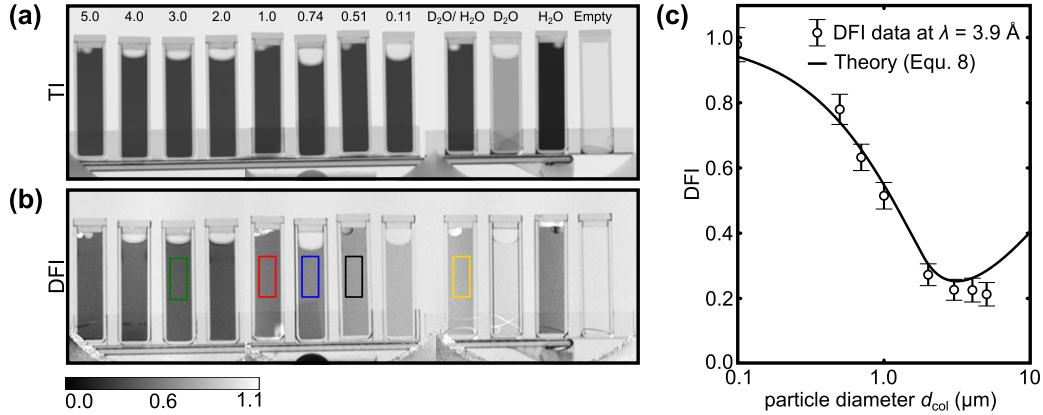 (a)
5.0 4.0 3.0 2.0 1.0 0.74 0.51 0.11 D₂O/ H₂O D₂O H₂O Empty
TI
(b)
DFI
0.0 0.6 1.1
(c)
DFI data at λ = 3.9 Å
Theory (Equ. 8)
DFI
1.0
0.8
0.6
0.4
0.2
0.0
0.1 1.0 10
particle diameter dcol (μm)